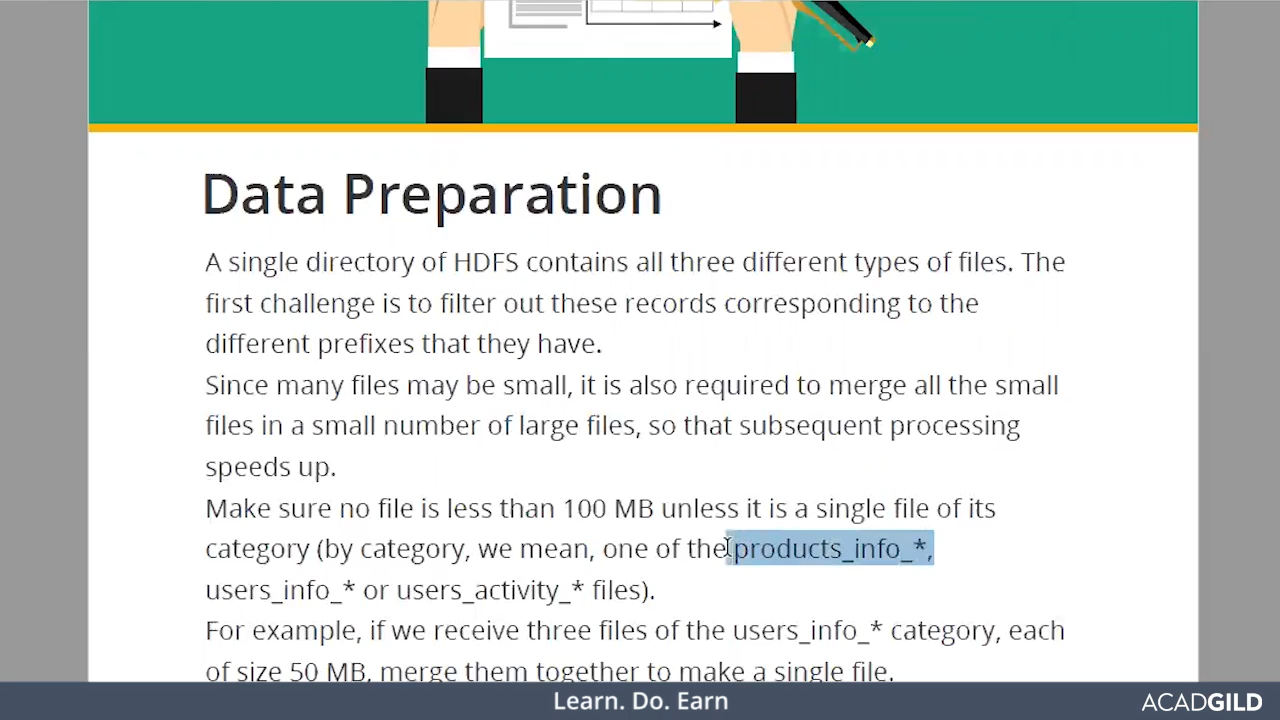 Data Preparation
A single directory of HDFS contains all three different types of files. The
first challenge is to filter out these records corresponding to the
different prefixes that they have.
Since many files may be small, it is also required to merge all the small
files in a small number of large files, so that subsequent processing
speeds up.
Make sure no file is less than 100 MB unless it is a single file of its
category (by category, we mean, one of the products_info_*,
users_info_* or users_activity_* files).
For example, if we receive three files of the users_info_* category, each
of size 50 MB, merge them together to make a single file.
Learn. Do. Earn
ACADGILD